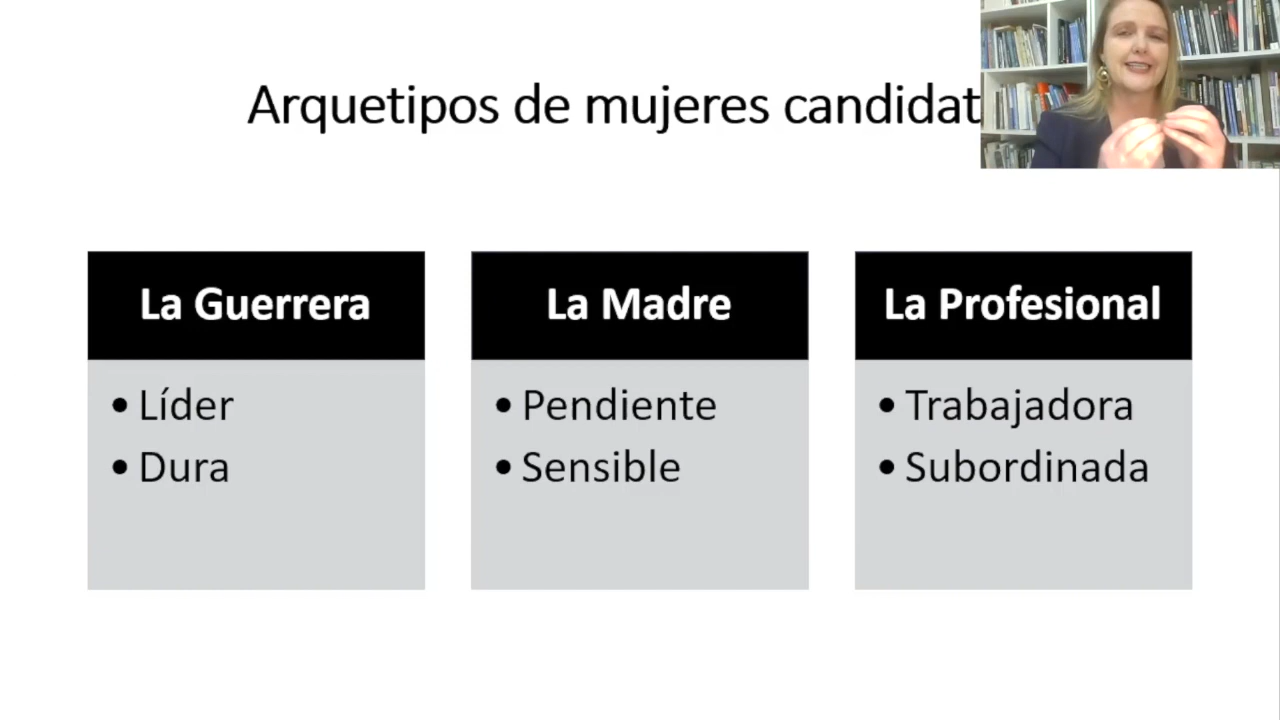 Arquetipos de mujeres candidat
La Guerrera
• Líder
• Dura
La Madre
• Pendiente
• Sensible
La Profesional
• Trabajadora
• Subordinada